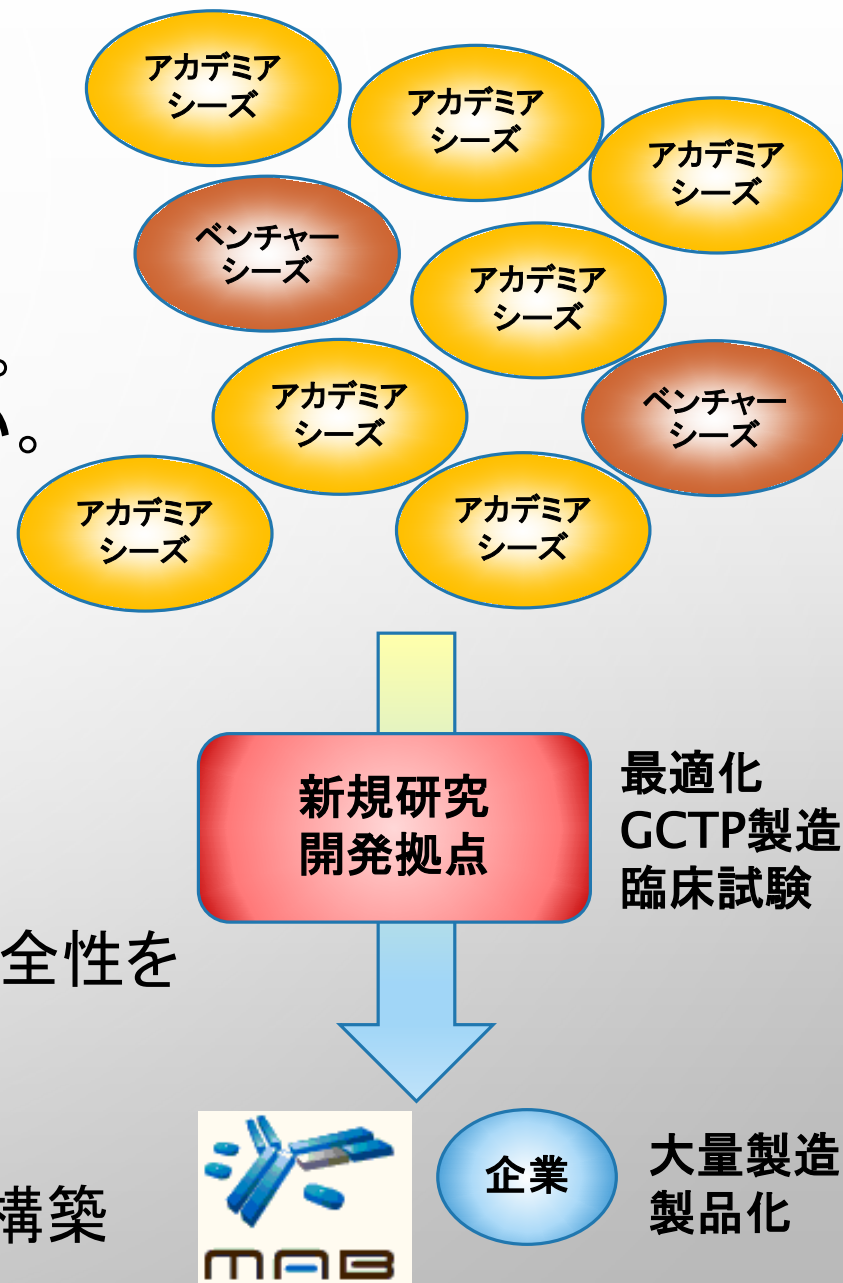 アカデミア
シーズ
アカデミア
シーズ
アカデミア
シーズ
ベンチャー
シーズ
アカデミア
シーズ
。
い。
アカデミア
シーズ
ベンチャー
シーズ
アカデミア
シーズ
アカデミア
シーズ
新規研究
開発拠点
最適化
GCTP製造
臨床試験
全性を
構築
MAB
企業
大量製造
製品化